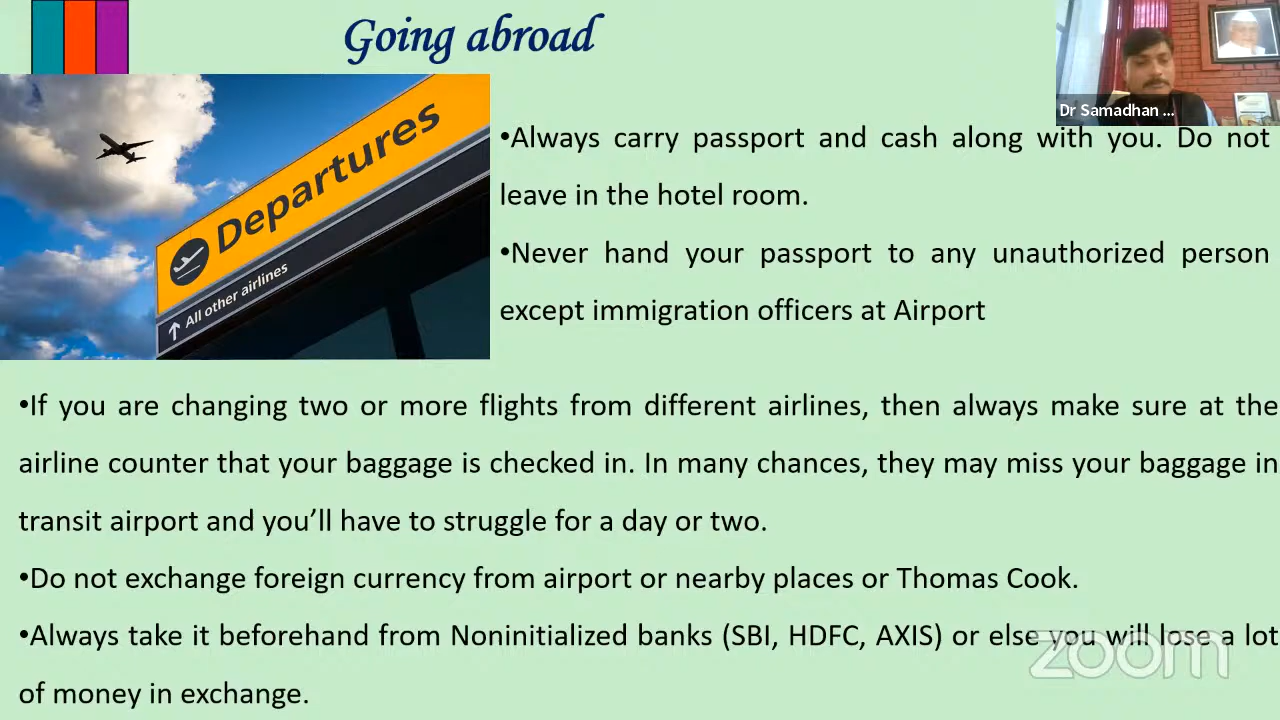 Going abroad
Dr Samadhan ...
Departures
All other airlines
•Always carry passport and cash along with you. Do not
leave in the hotel room.
•Never hand your passport to any unauthorized person
except immigration officers at Airport
•If you are changing two or more flights from different airlines, then always make sure at the
airline counter that your baggage is checked in. In many chances, they may miss your baggage in
transit airport and you’ll have to struggle for a day or two.
•Do not exchange foreign currency from airport or nearby places or Thomas Cook.
•Always take it beforehand from Noninitialized banks (SBI, HDFC, AXIS) or else you will lose a lot
of money in exchange.
zoom